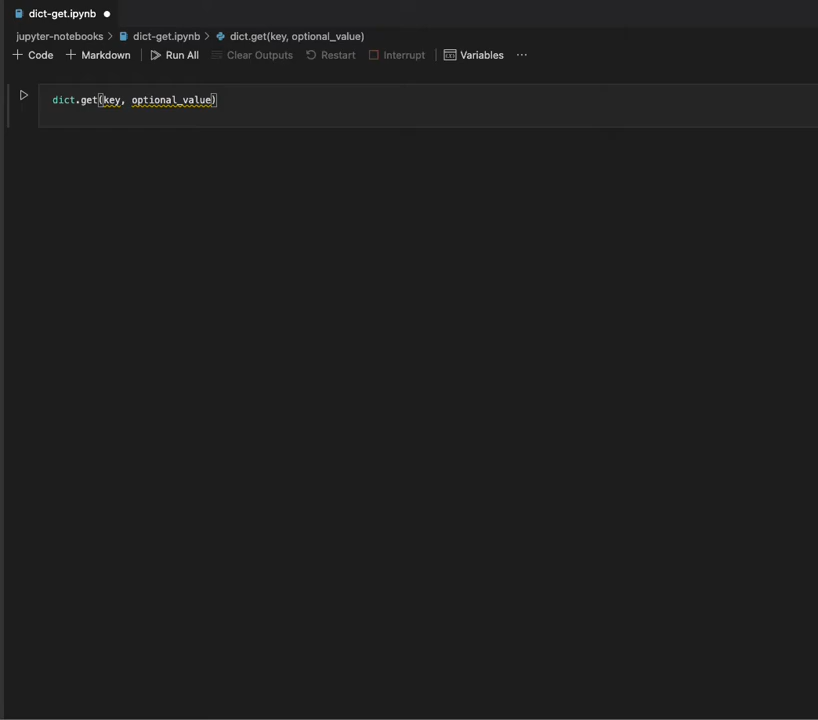 dict-get.ipynb
jupyter-notebooks > dict-get.ipynb > dict.get(key, optional_value)
+ Code + Markdown Run All Clear Outputs Restart Interrupt Variables ...
dict.get(key, optional_value)